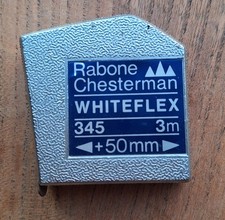 Rabone
Chesterman
WHITEFLEX
345 3m
+50mm